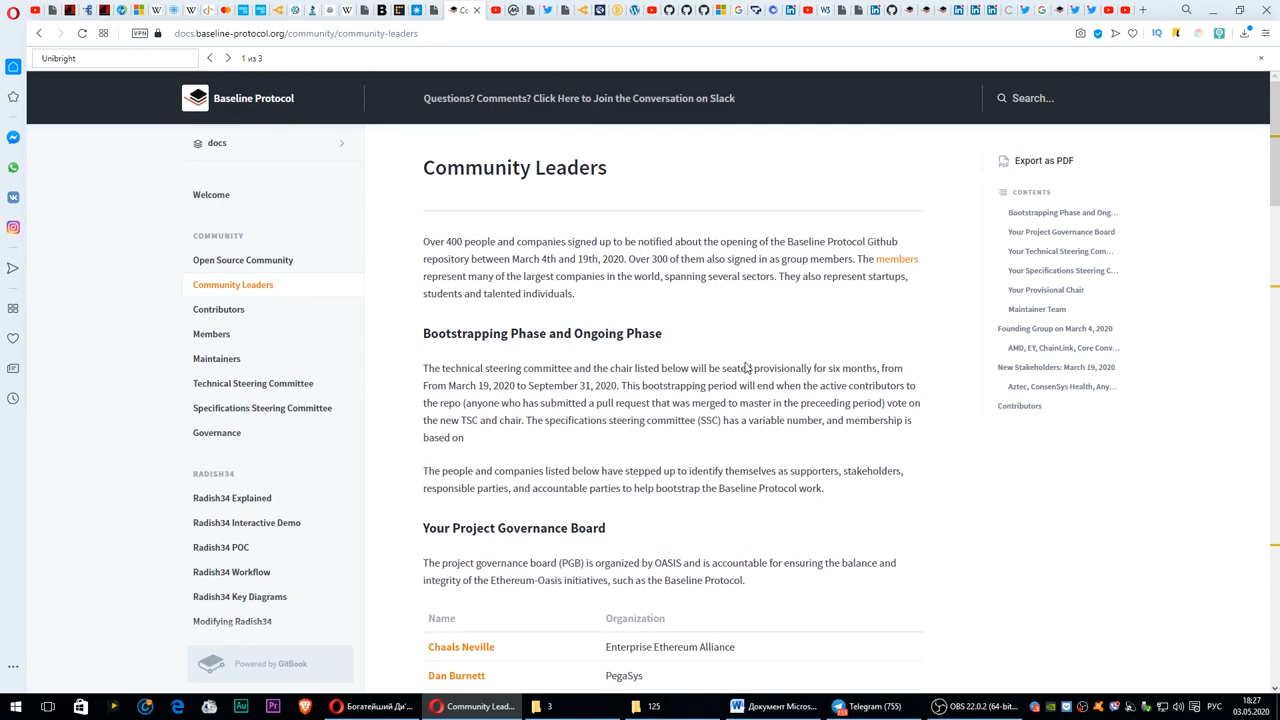 Co
docs.baseline-protocol.org/community/community-leaders
VPN
Unibright
1 из 3
Baseline Protocol
Questions? Comments? Click Here to Join the Conversation on Slack
Search...
docs
Welcome
COMMUNITY
Open Source Community
Community Leaders
Contributors
Members
Maintainers
Technical Steering Committee
Specifications Steering Committee
Governance
RADISH34
Radish34 Explained
Radish34 Interactive Demo
Radish34 POC
Radish34 Workflow
Radish34 Key Diagrams
Modifying Radish34
Powered by GitBook
Community Leaders
Over 400 people and companies signed up to be notified about the opening of the Baseline Protocol Github
repository between March 4th and 19th, 2020. Over 300 of them also signed in as group members. The members
represent many of the largest companies in the world, spanning several sectors. They also represent startups,
students and talented individuals.
Bootstrapping Phase and Ongoing Phase
The technical steering committee and the chair listed below will be seated provisionally for six months, from
From March 19, 2020 to September 31, 2020. This bootstrapping period will end when the active contributors to
the repo (anyone who has submitted a pull request that was merged to master in the preceeding period) vote on
the new TSC and chair. The specifications steering committee (SSC) has a variable number, and membership is
based on
The people and companies listed below have stepped up to identify themselves as supporters, stakeholders,
responsible parties, and accountable parties to help bootstrap the Baseline Protocol work.
Your Project Governance Board
The project governance board (PGB) is organized by OASIS and is accountable for ensuring the balance and
integrity of the Ethereum-Oasis initiatives, such as the Baseline Protocol.
Name Organization
Chaals Neville Enterprise Ethereum Alliance
Dan Burnett PegaSys
Export as PDF
CONTENTS
Bootstrapping Phase and Ong...
Your Project Governance Board
Your Technical Steering Com...
Your Specifications Steering C...
Your Provisional Chair
Maintainer Team
Founding Group on March 4, 2020
AMD, EY, ChainLink, Core Conv...
New Stakeholders: March 19, 2020
Aztec, ConsenSys Health, Any...
Contributors
Богатейший Ди'...
Community Lead...
3
125
Документ Micros...
Telegram (755)
OBS 22.0.2 (64-bit...
РУС
18:27
03.05.2020